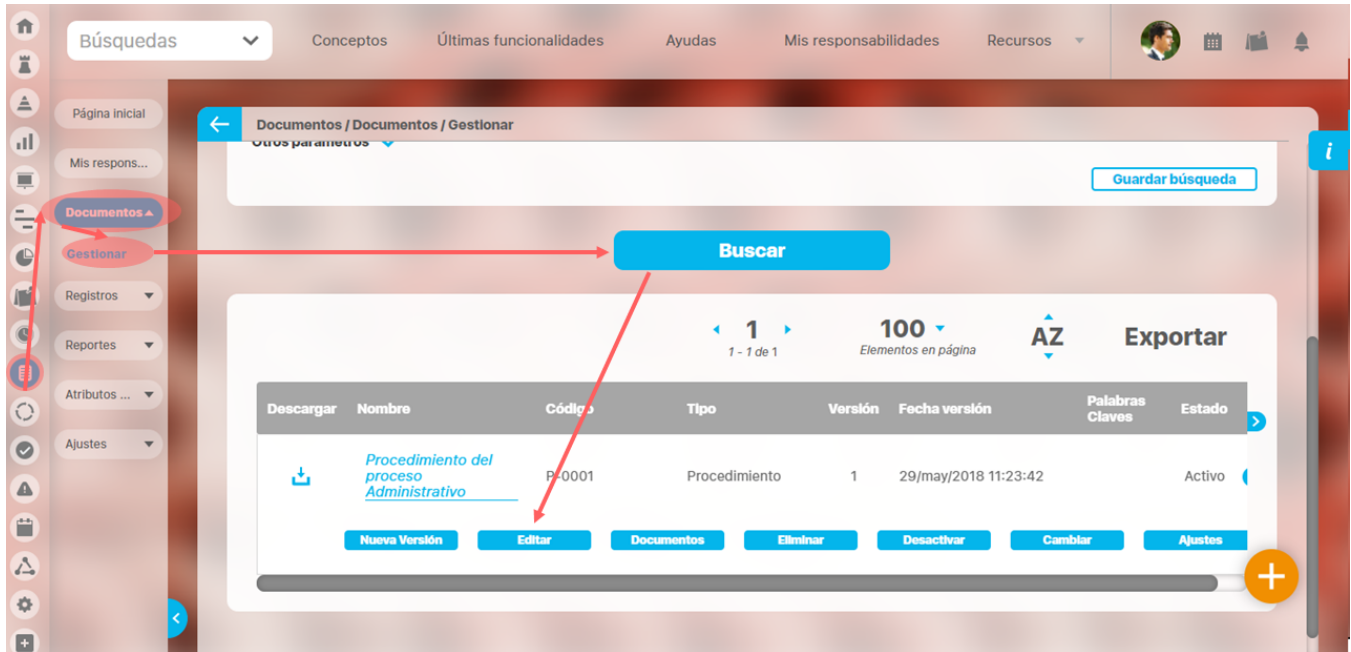 Búsquedas
Conceptos
Últimas funcionalidades
Ayudas
Mis responsabilidades
Recursos
Página inicial
Mis respons...
Documentos
Gestionar
Registros
Reportes
Atributos ...
Ajustes
Documentos / Documentos / Gestionar
Otros parámetros
i
Guardar búsqueda
Buscar
1
1 - 1 de 1
100
Elementos en página
AZ
Exportar
Descargar Nombre Código Tipo Versión Fecha versión Palabras Claves Estado
Procedimiento del
proceso
Administrativo
P-0001 Procedimiento 1 29/may/2018 11:23:42 Activo
Nueva Versión Editar Documentos Eliminar Desactivar Cambiar Ajustes